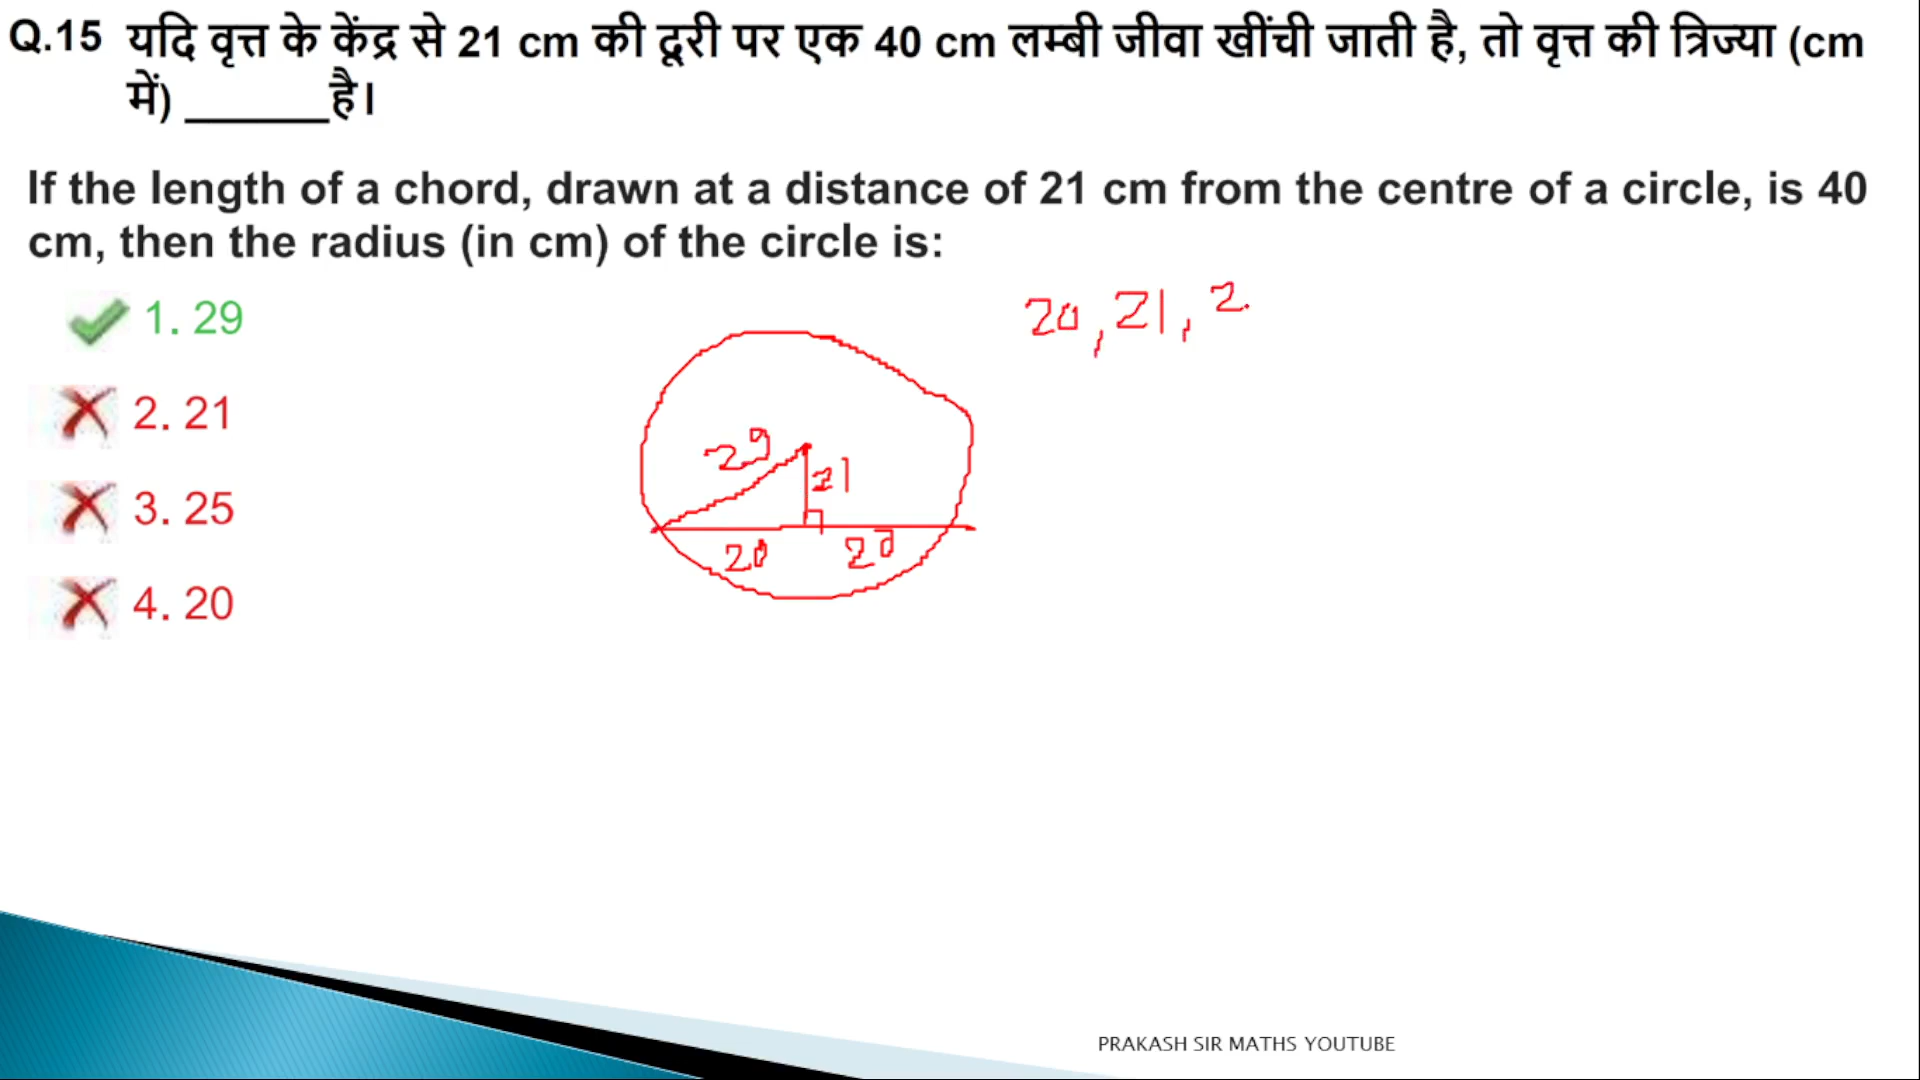 Q.15 यदि वृत्त के केंद्र से 21 cm की दूरी पर एक 40 cm लम्बी जीवा खींची जाती है, तो वृत्त की त्रिज्या (cm
में) ______है।
If the length of a chord, drawn at a distance of 21 cm from the centre of a circle, is 40
cm, then the radius (in cm) of the circle is:
1. 29
2. 21
3. 25
4. 20
20, 21, 2
29
21
20 20
PRAKASH SIR MATHS YOUTUBE